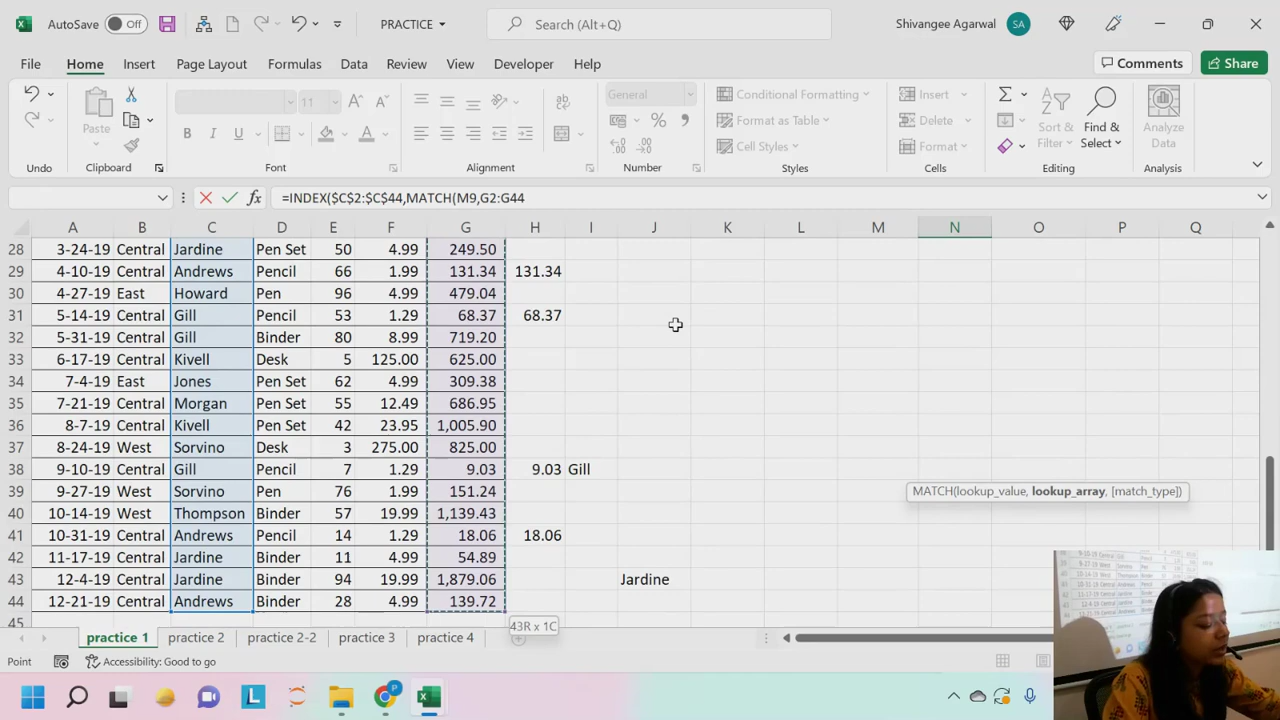 AutoSave Off PRACTICE Search (Alt+Q) Shivangee Agarwal SA
File Home Insert Page Layout Formulas Data Review View Developer Help Comments Share
Undo
Paste
Clipboard
11
B I U
Font
ab
Alignment
General
%
Number
Conditional Formatting
Format as Table
Cell Styles
Styles
Insert
Delete
Format
Cells
Sort & Filter
Find & Select
Editing
Analyze Data
Analysis
fx =INDEX($C$2:$C$44,MATCH(M9,G2:G44
A B C D E F G H I J K L M N O P Q
28 3-24-19 Central Jardine Pen Set 50 4.99 249.50
29 4-10-19 Central Andrews Pencil 66 1.99 131.34 131.34
30 4-27-19 East Howard Pen 96 4.99 479.04
31 5-14-19 Central Gill Pencil 53 1.29 68.37 68.37
32 5-31-19 Central Gill Binder 80 8.99 719.20
33 6-17-19 Central Kivell Desk 5 125.00 625.00
34 7-4-19 East Jones Pen Set 62 4.99 309.38
35 7-21-19 Central Morgan Pen Set 55 12.49 686.95
36 8-7-19 Central Kivell Pen Set 42 23.95 1,005.90
37 8-24-19 West Sorvino Desk 3 275.00 825.00
38 9-10-19 Central Gill Pencil 7 1.29 9.03 9.03 Gill
39 9-27-19 West Sorvino Pen 76 1.99 151.24
MATCH(lookup_value, lookup_array, [match_type])
40 10-14-19 West Thompson Binder 57 19.99 1,139.43
41 10-31-19 Central Andrews Pencil 14 1.29 18.06 18.06
42 11-17-19 Central Jardine Binder 11 4.99 54.89
43 12-4-19 Central Jardine Binder 94 19.99 1,879.06 Jardine
44 12-21-19 Central Andrews Binder 28 4.99 139.72
45
43R x 1C
practice 1 practice 2 practice 2-2 practice 3 practice 4
Point Accessibility: Good to go